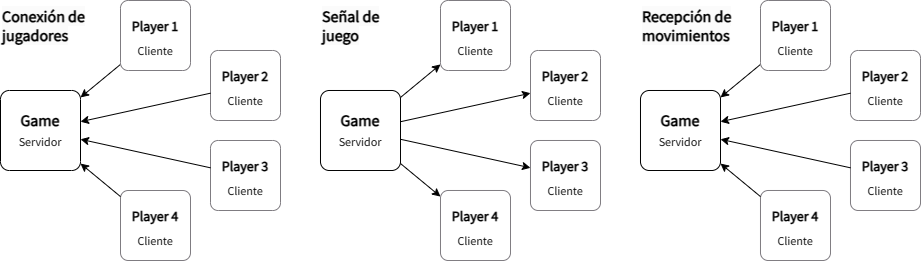 Conexión de
jugadores
Player 1
Cliente
Player 2
Cliente
Game
Servidor
Player 3
Cliente
Player 4
Cliente
Señal de
juego
Player 1
Cliente
Player 2
Cliente
Game
Servidor
Player 3
Cliente
Player 4
Cliente
Recepción de
movimientos
Player 1
Cliente
Player 2
Cliente
Game
Servidor
Player 3
Cliente
Player 4
Cliente